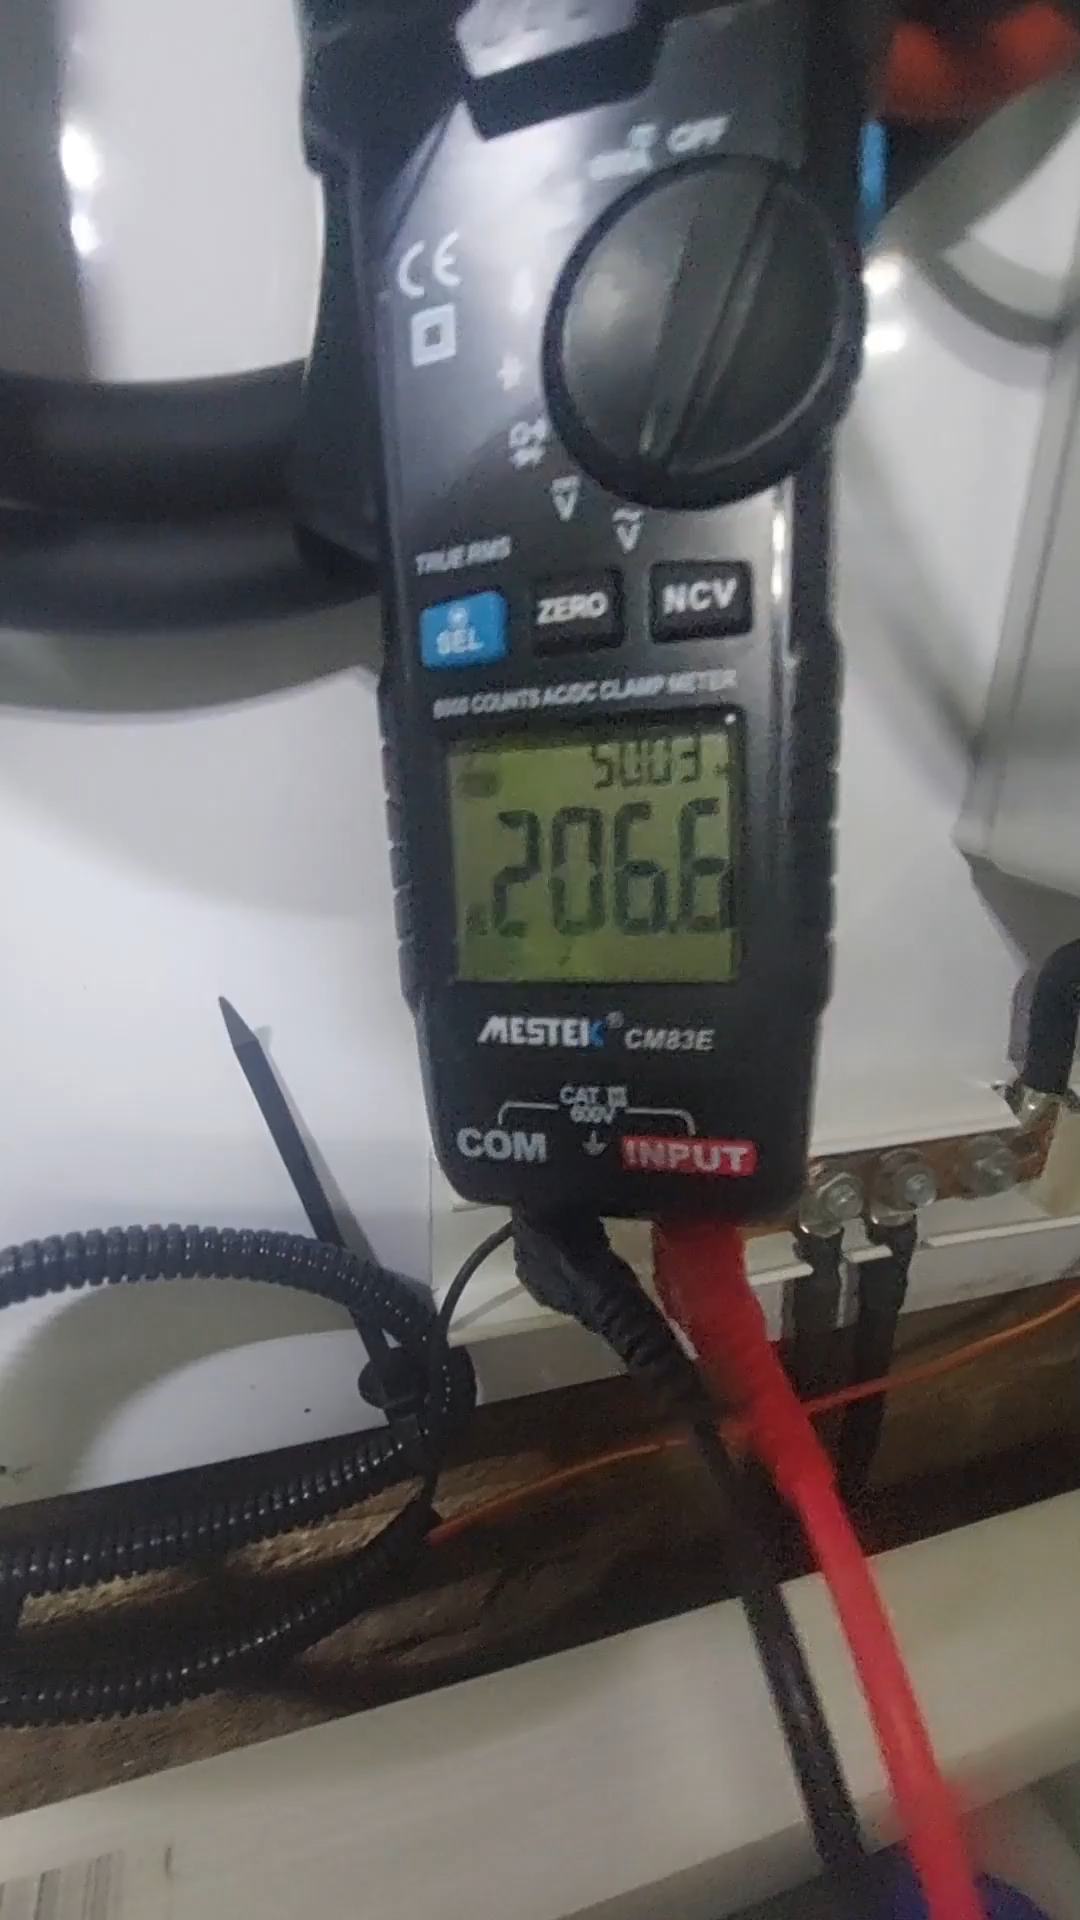 OFF
CE
V
V
TRUE RMS
SEL
ZERO
NCV
COUNTS AC/DC CLAMP METER
50.03
206.6
MESTEK® CM83E
CAT. III
600V
COM
INPUT